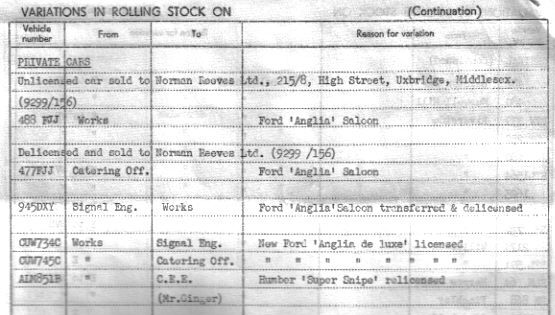 VARIATIONS IN ROLLING STOCK ON (Continuation)
Vehicle number From To Reason for variation
PRIVATE CARS
Unlicensed car sold to Norman Reeves Ltd., 215/8, High Street, Uxbridge, Middlesex.
(9299/156)
488 FJJ Works Ford 'Anglia' Saloon
Delicensed and sold to Norman Reeves Ltd. (9299 /156)
477FJJ Catering Off. Ford 'Anglia' Saloon
945DXY Signal Eng. Works Ford 'Anglia'Saloon transferred & delicensed
CUW734C Works Signal Eng. New Ford 'Anglia de luxe' licensed
CUW745C " Catering Off. " " " " " " "
ALM851B " C.E.E. Humber 'Super Snipe' relicensed
(Mr.Ginger)